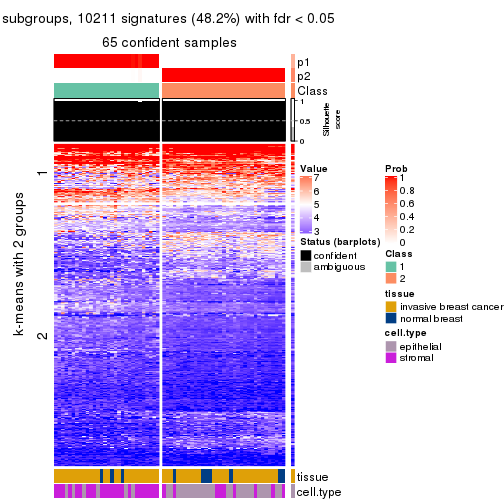 subgroups, 10211 signatures (48.2%) with fdr < 0.05
65 confident samples
p1
p2
Class
1
0.5
0
Silhouette
score
k-means with 2 groups
1
2
Value
7
6
5
4
3
Status (barplots)
confident
ambiguous
Prob
1
0.8
0.6
0.4
0.2
0
Class
1
2
tissue
invasive breast cancer
normal breast
cell.type
epithelial
stromal
tissue
cell.type